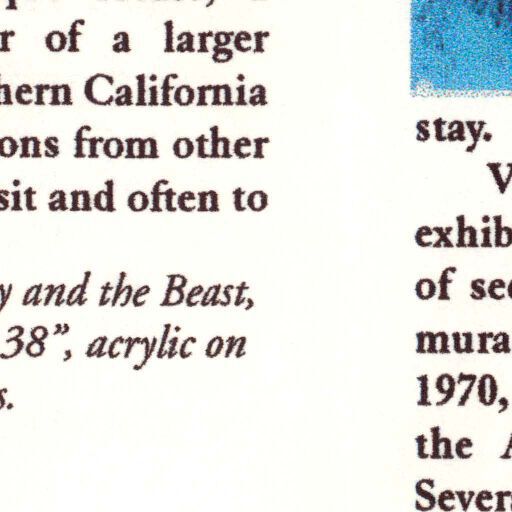 r of a larger
hern California
ons from other
sit and often to
y and the Beast,
38”, acrylic on
s.
stay.
V
exhib
of sec
mura
1970,
the A
Severa